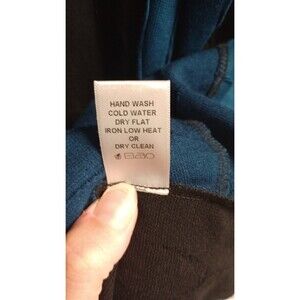 HAND WASH
COLD WATER
DRY FLAT
IRON LOW HEAT
OR
DRY CLEAN